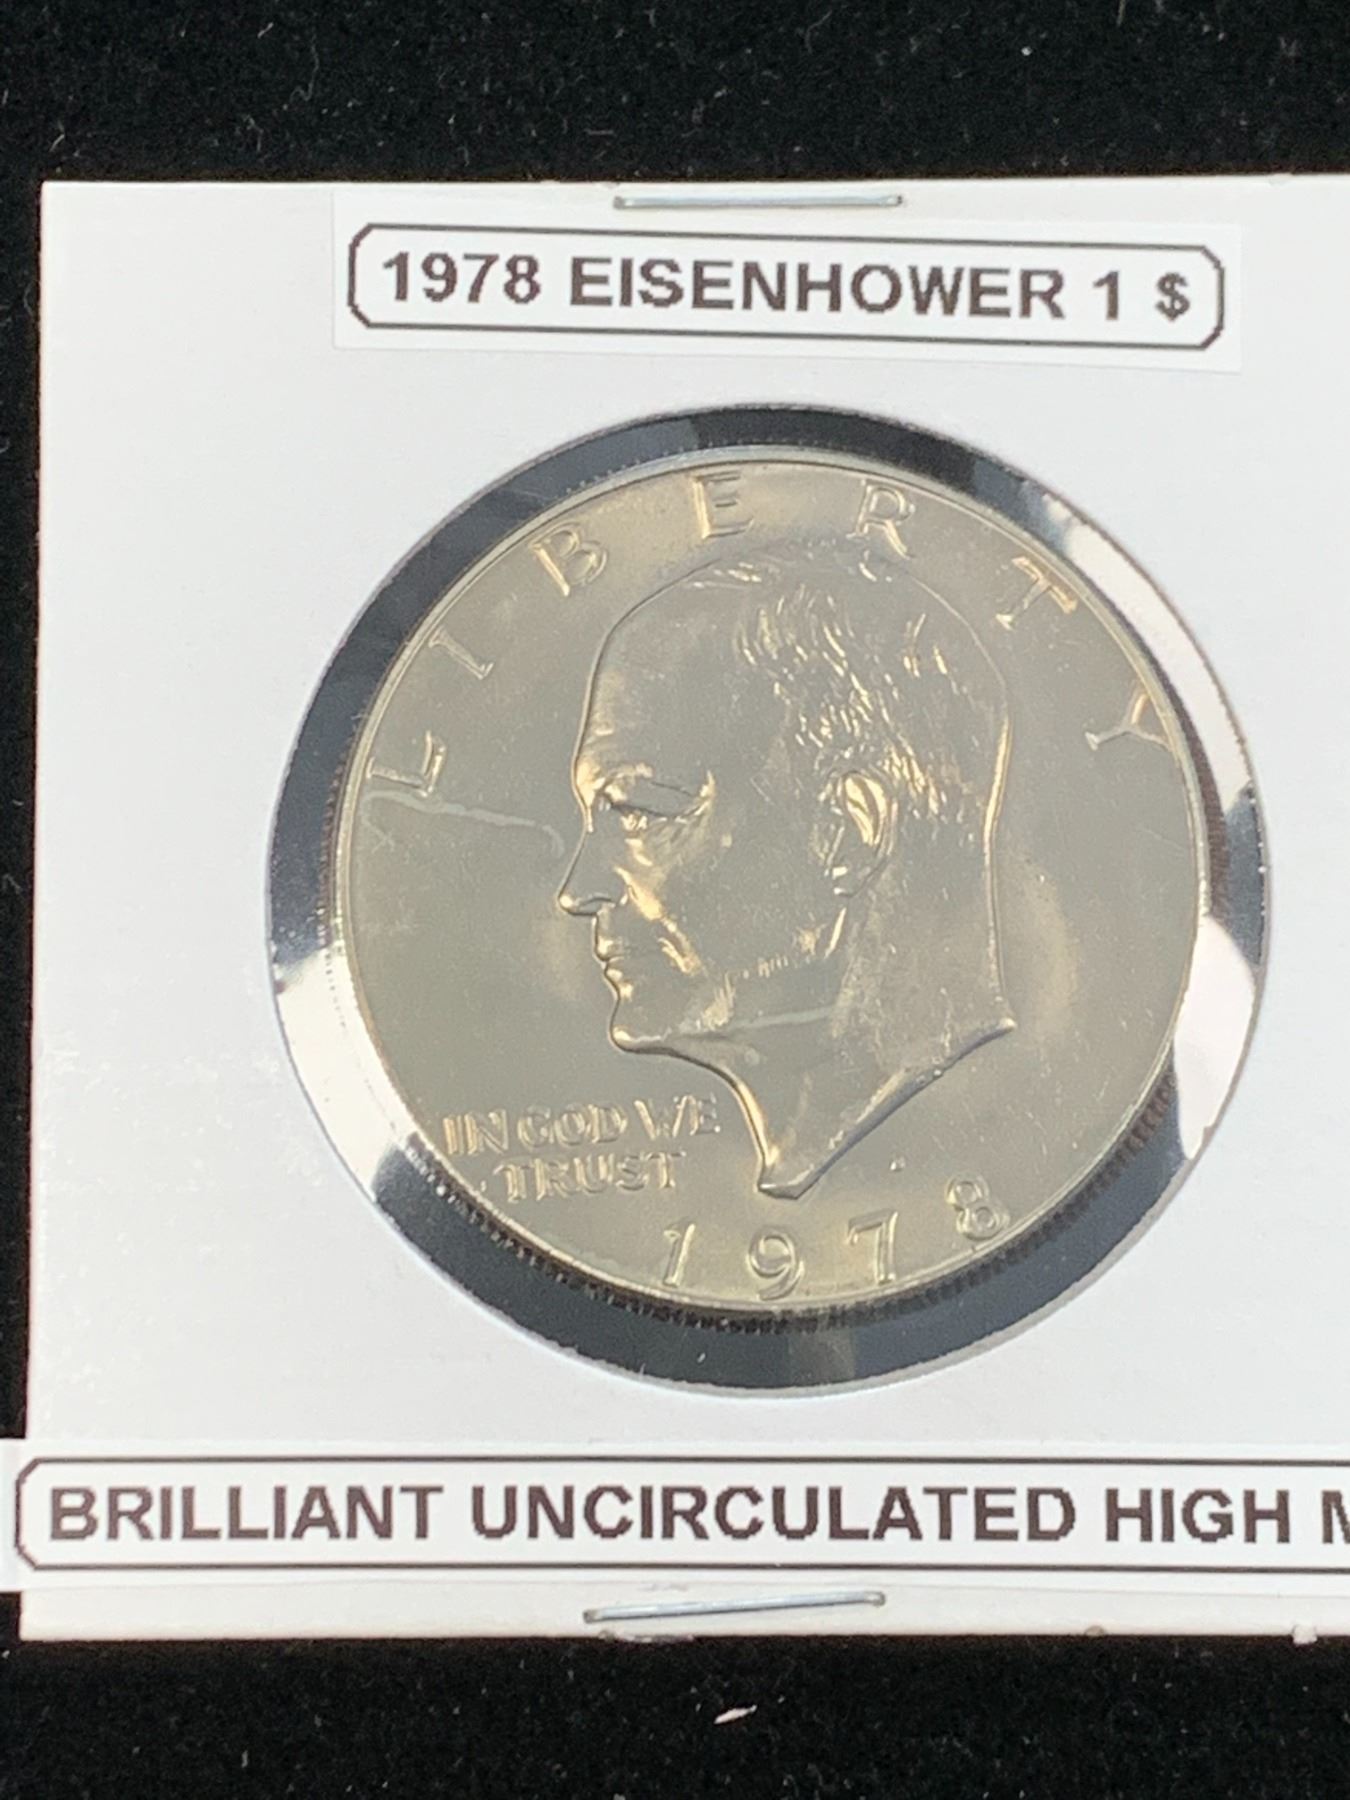 1978 EISENHOWER 1 $
LIBERTY
IN GOD WE
TRUST
1978
BRILLIANT UNCIRCULATED HIGH